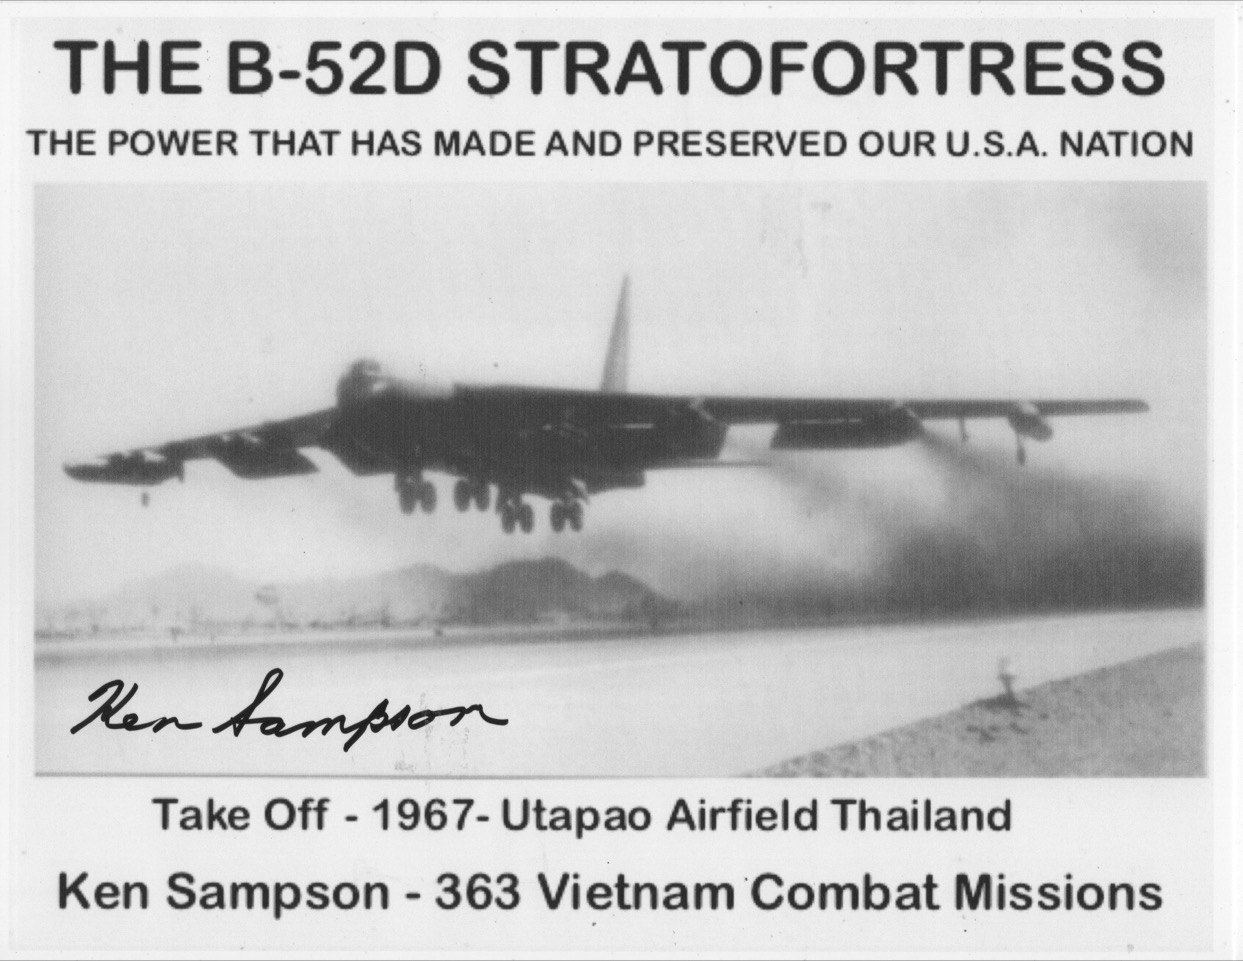 THE B-52D STRATOFORTRESS
THE POWER THAT HAS MADE AND PRESERVED OUR U.S.A. NATION
Ken Sampson
Take Off - 1967- Utapao Airfield Thailand
Ken Sampson - 363 Vietnam Combat Missions